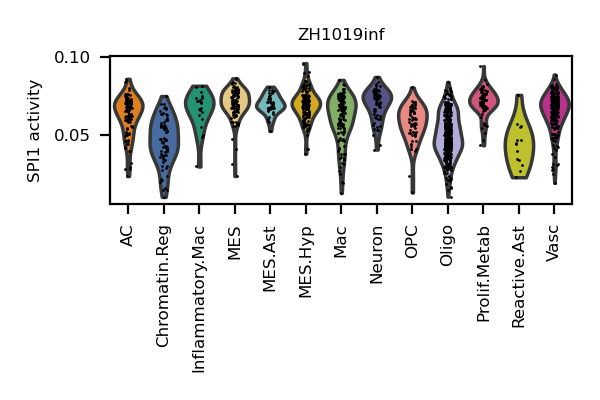 ZH1019inf
SPI1 activity
0.10
0.05
AC
Chromatin.Reg
Inflammatory.Mac
MES
MES.Ast
MES.Hyp
Mac
Neuron
OPC
Oligo
Prolif.Metab
Reactive.Ast
Vasc